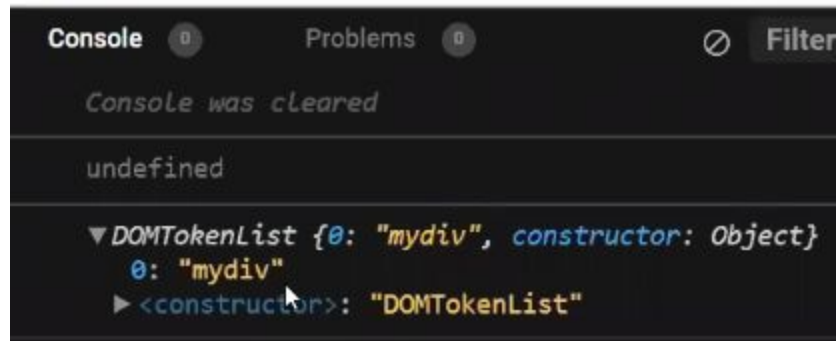 Console 0 Problems 0 Filter
Console was cleared
undefined
▼DOMTokenList {0: "mydiv", constructor: Object}
0: "mydiv"
▶<constructor>: "DOMTokenList"